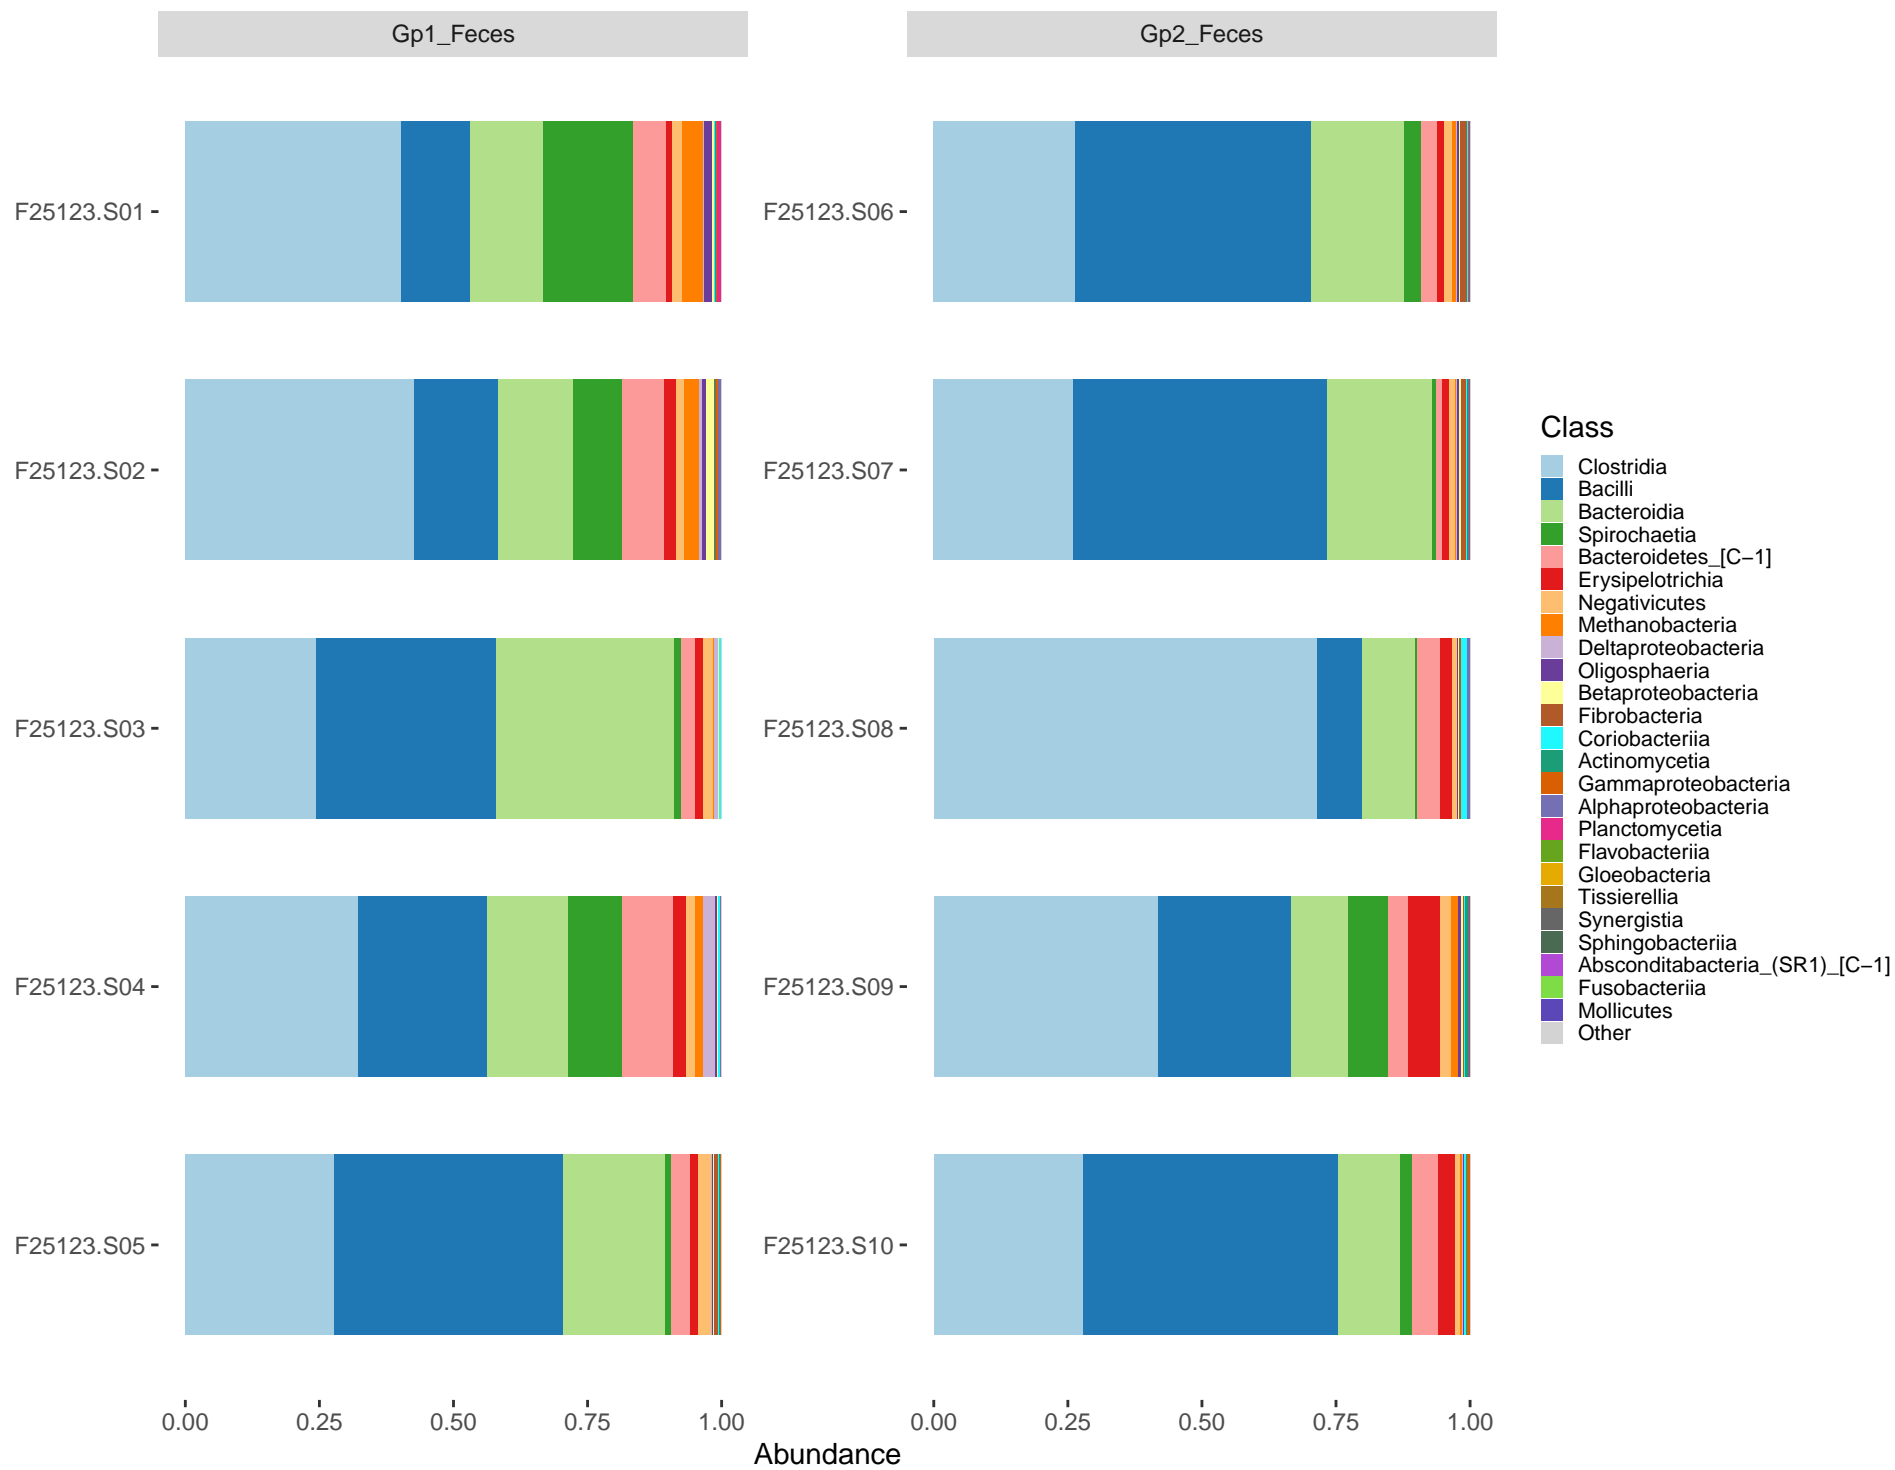 Gp1_Feces
Gp2_Feces
F25123.S01
F25123.S02
F25123.S03
F25123.S04
F25123.S05
F25123.S06
F25123.S07
F25123.S08
F25123.S09
F25123.S10
0.00 0.25 0.50 0.75 1.00
0.00 0.25 0.50 0.75 1.00
Abundance
Class
Clostridia
Bacilli
Bacteroidia
Spirochaetia
Bacteroidetes_[C−1]
Erysipelotrichia
Negativicutes
Methanobacteria
Deltaproteobacteria
Oligosphaeria
Betaproteobacteria
Fibrobacteria
Coriobacteriia
Actinomycetia
Gammaproteobacteria
Alphaproteobacteria
Planctomycetia
Flavobacteriia
Gloeobacteria
Tissierellia
Synergistia
Sphingobacteriia
Absconditabacteria_(SR1)_[C−1]
Fusobacteriia
Mollicutes
Other